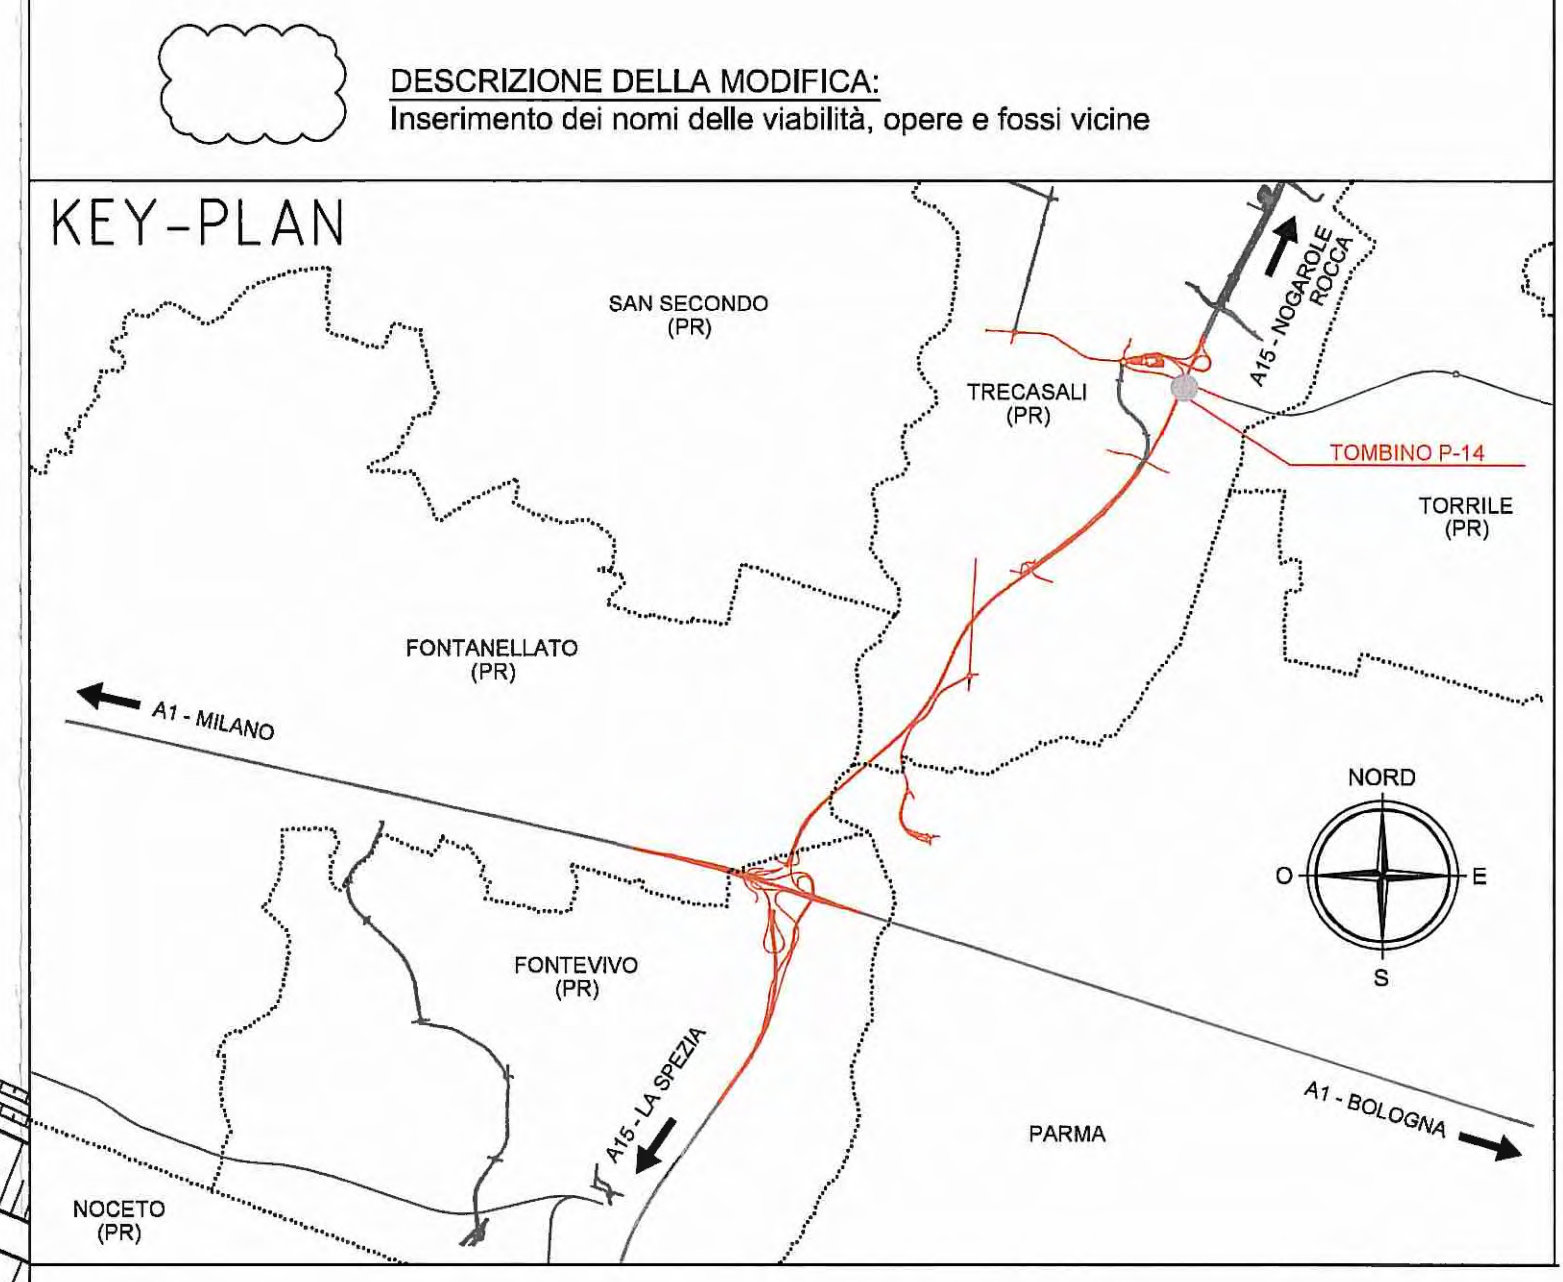 DESCRIZIONE DELLA MODIFICA:
Inserimento dei nomi delle viabilità, opere e fossi vicine
KEY-PLAN
SAN SECONDO
(PR)
A15 - NOGAROLE
ROCCA
TRECASALI
(PR)
TOMBINO P-14
TORRILE
(PR)
FONTANELLATO
(PR)
A1 - MILANO
NORD
O
E
S
FONTEVIVO
(PR)
A15 - LA SPEZIA
A1 - BOLOGNA
PARMA
NOCETO
(PR)